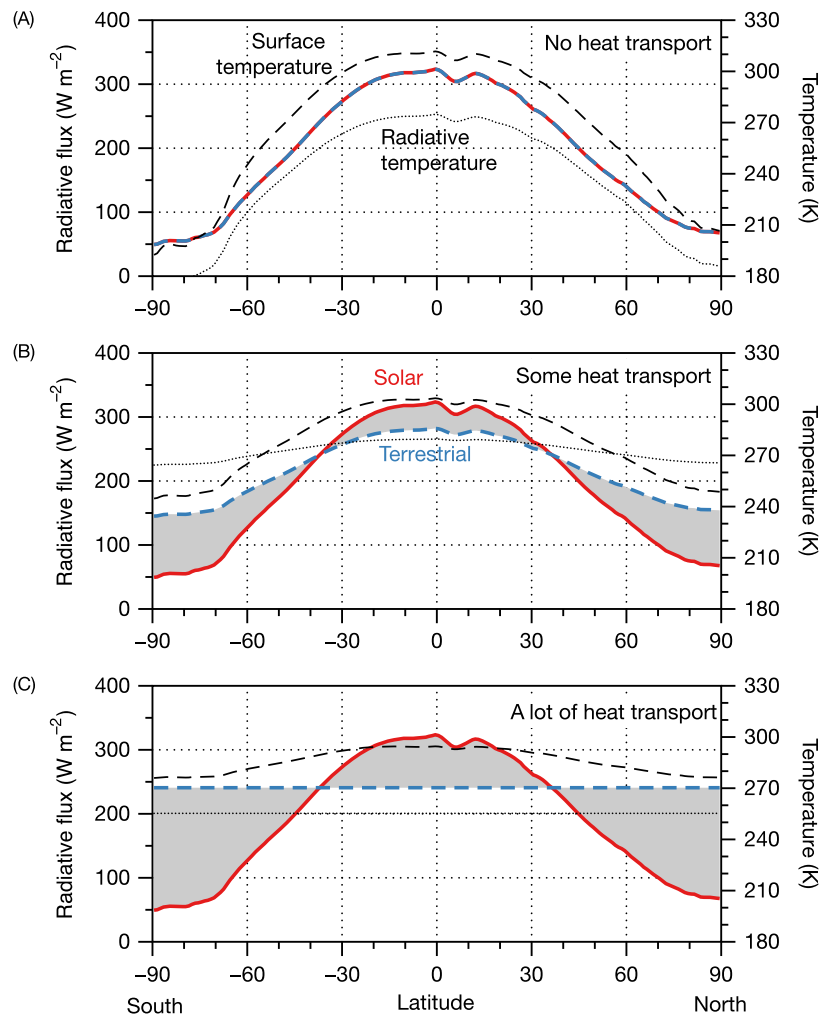 (A)
Surface
temperature
No heat transport
Radiative
temperature
Radiative flux (W m−2)
400
300
200
100
0
Temperature (K)
330
300
270
240
210
180
−90
−60
−30
0
30
60
90
(B)
Solar
Some heat transport
Terrestrial
Radiative flux (W m−2)
400
300
200
100
0
Temperature (K)
330
300
270
240
210
180
−90
−60
−30
0
30
60
90
(C)
A lot of heat transport
Radiative flux (W m−2)
400
300
200
100
0
Temperature (K)
330
300
270
240
210
180
−90
−60
−30
0
30
60
90
South
Latitude
North